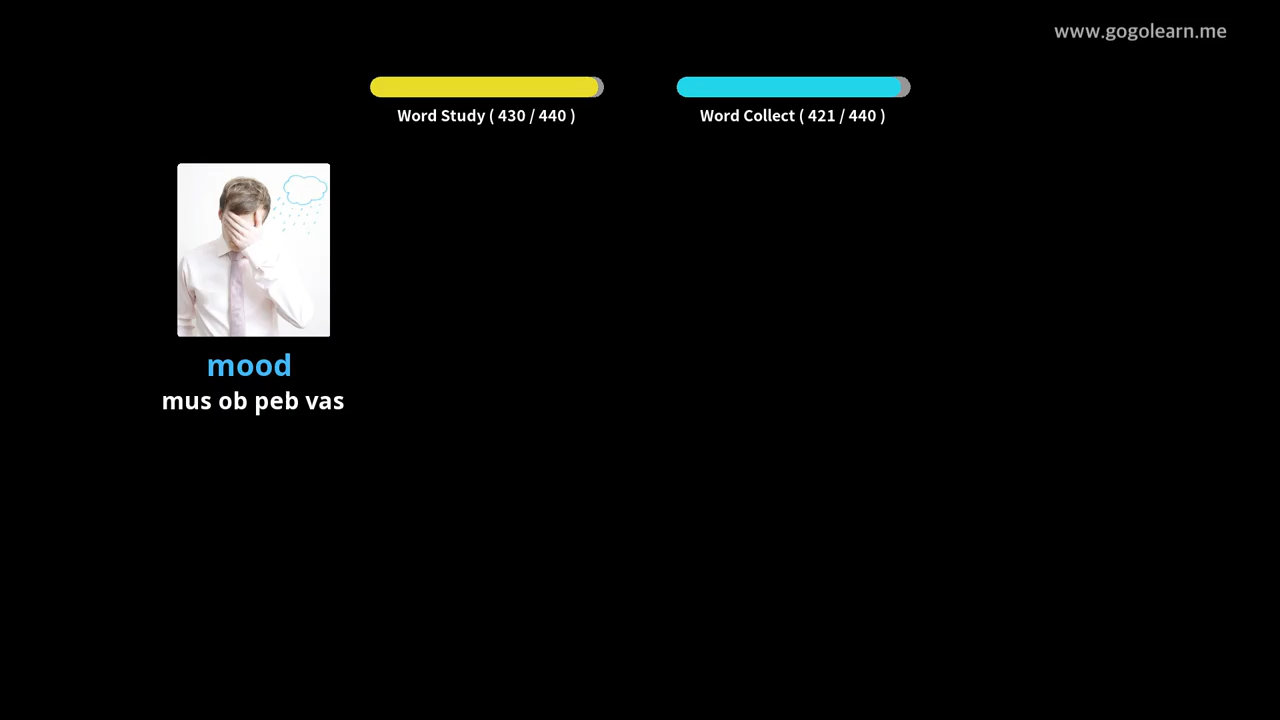 www.gogolearn.me
Word Study ( 430 / 440 )
Word Collect ( 421 / 440 )
mood
mus ob peb vas